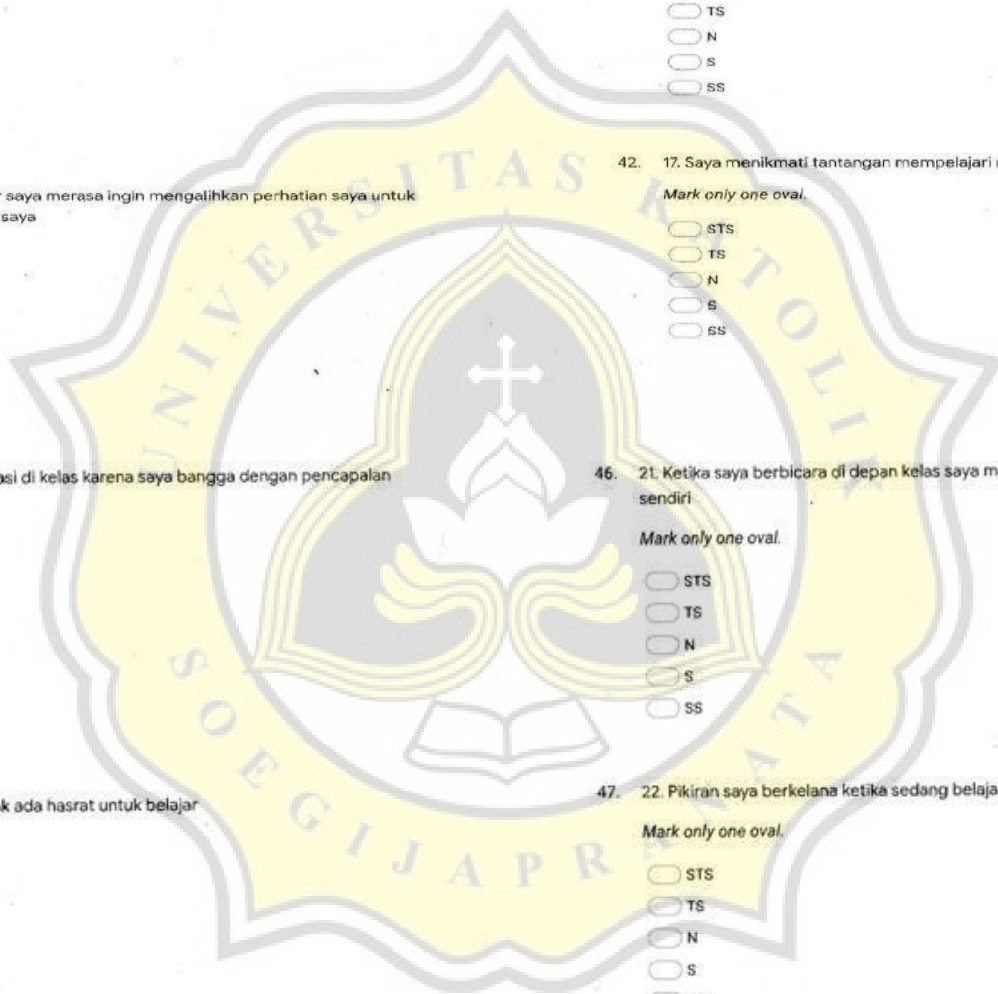 TS
N
S
SS
saya merasa ingin mengalihkan perhatian saya untuk
saya
42. 17. Saya menikmati tantangan mempelajari
Mark only one oval.
STS
TS
N
S
SS
di kelas karena saya bangga dengan pencapaian
46. 21. Ketika saya berbicara di depan kelas saya
sendiri
Mark only one oval.
STS
TS
N
S
SS
ada hasrat untuk belajar
47. 22. Pikiran saya berkelana ketika sedang
Mark only one oval.
STS
TS
N
S
UNIVERSITAS KATOLIK
SOEGIJAPRANATA